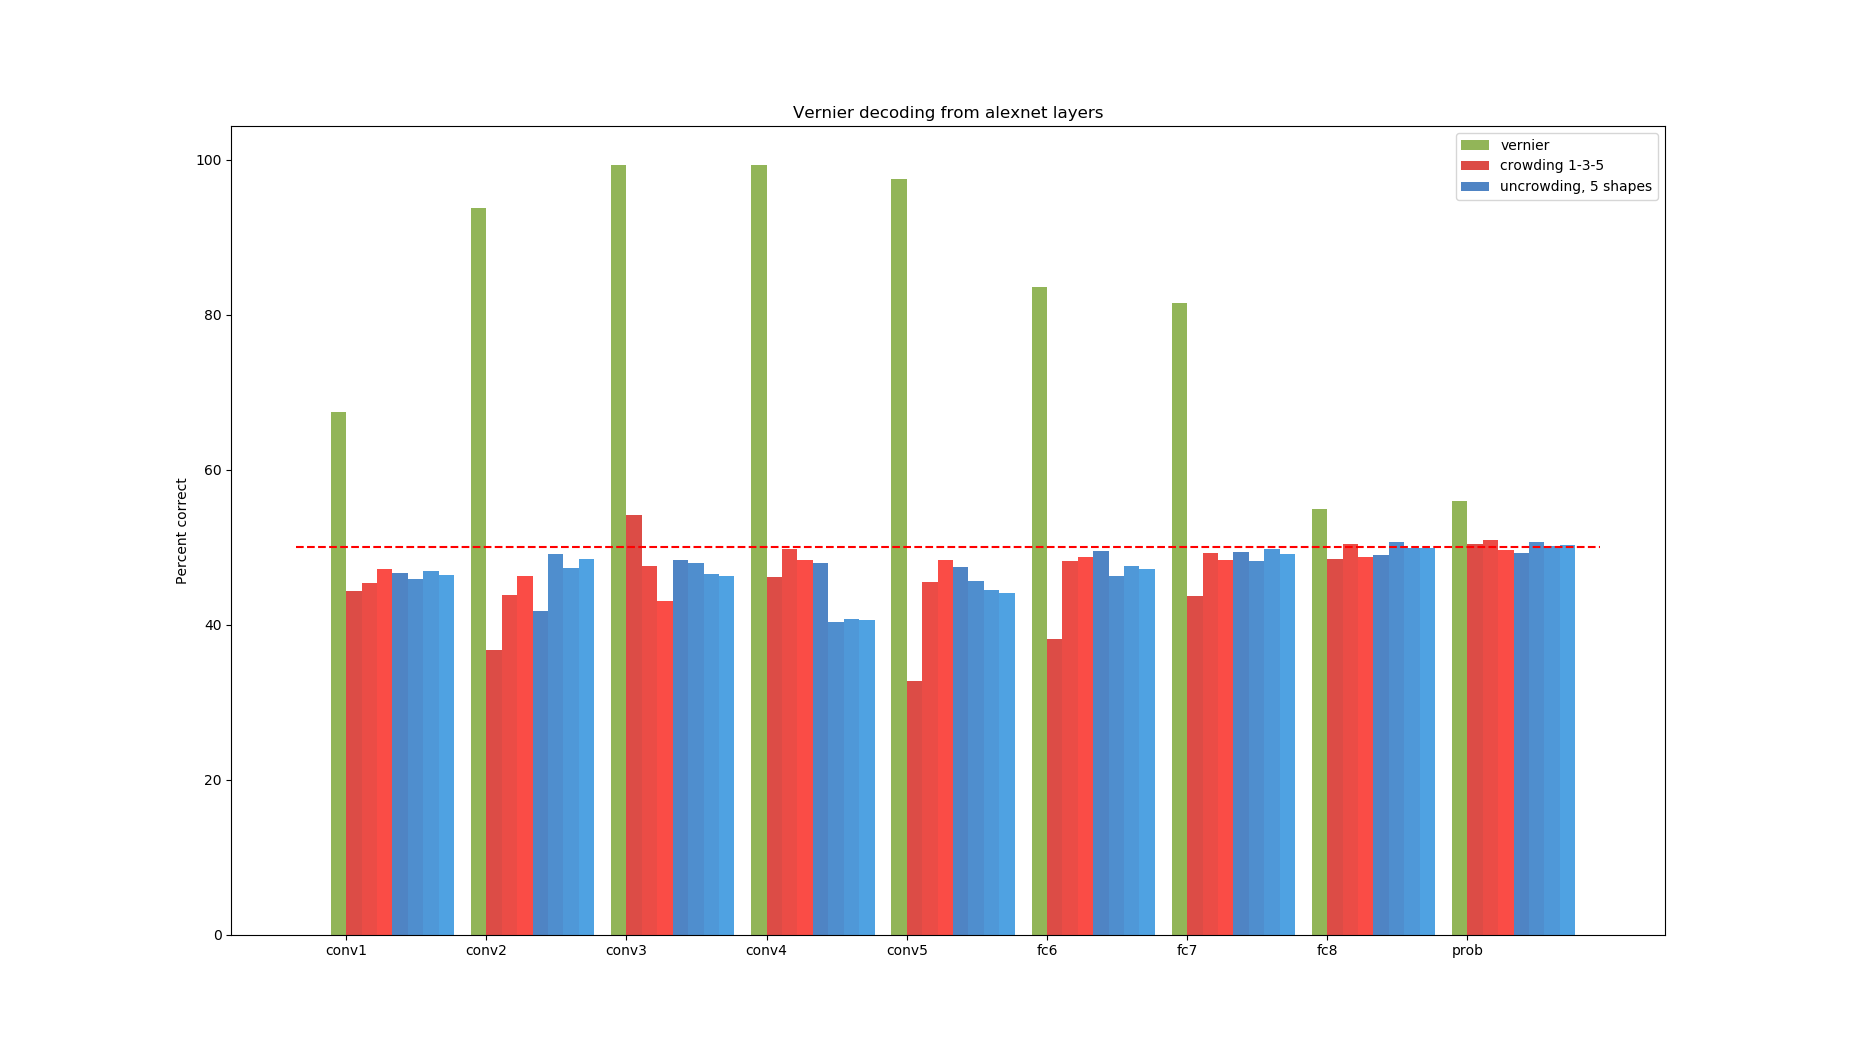 Vernier decoding from alexnet layers
vernier
crowding 1-3-5
uncrowding, 5 shapes
Percent correct
100
80
60
40
20
0
conv1 conv2 conv3 conv4 conv5 fc6 fc7 fc8 prob